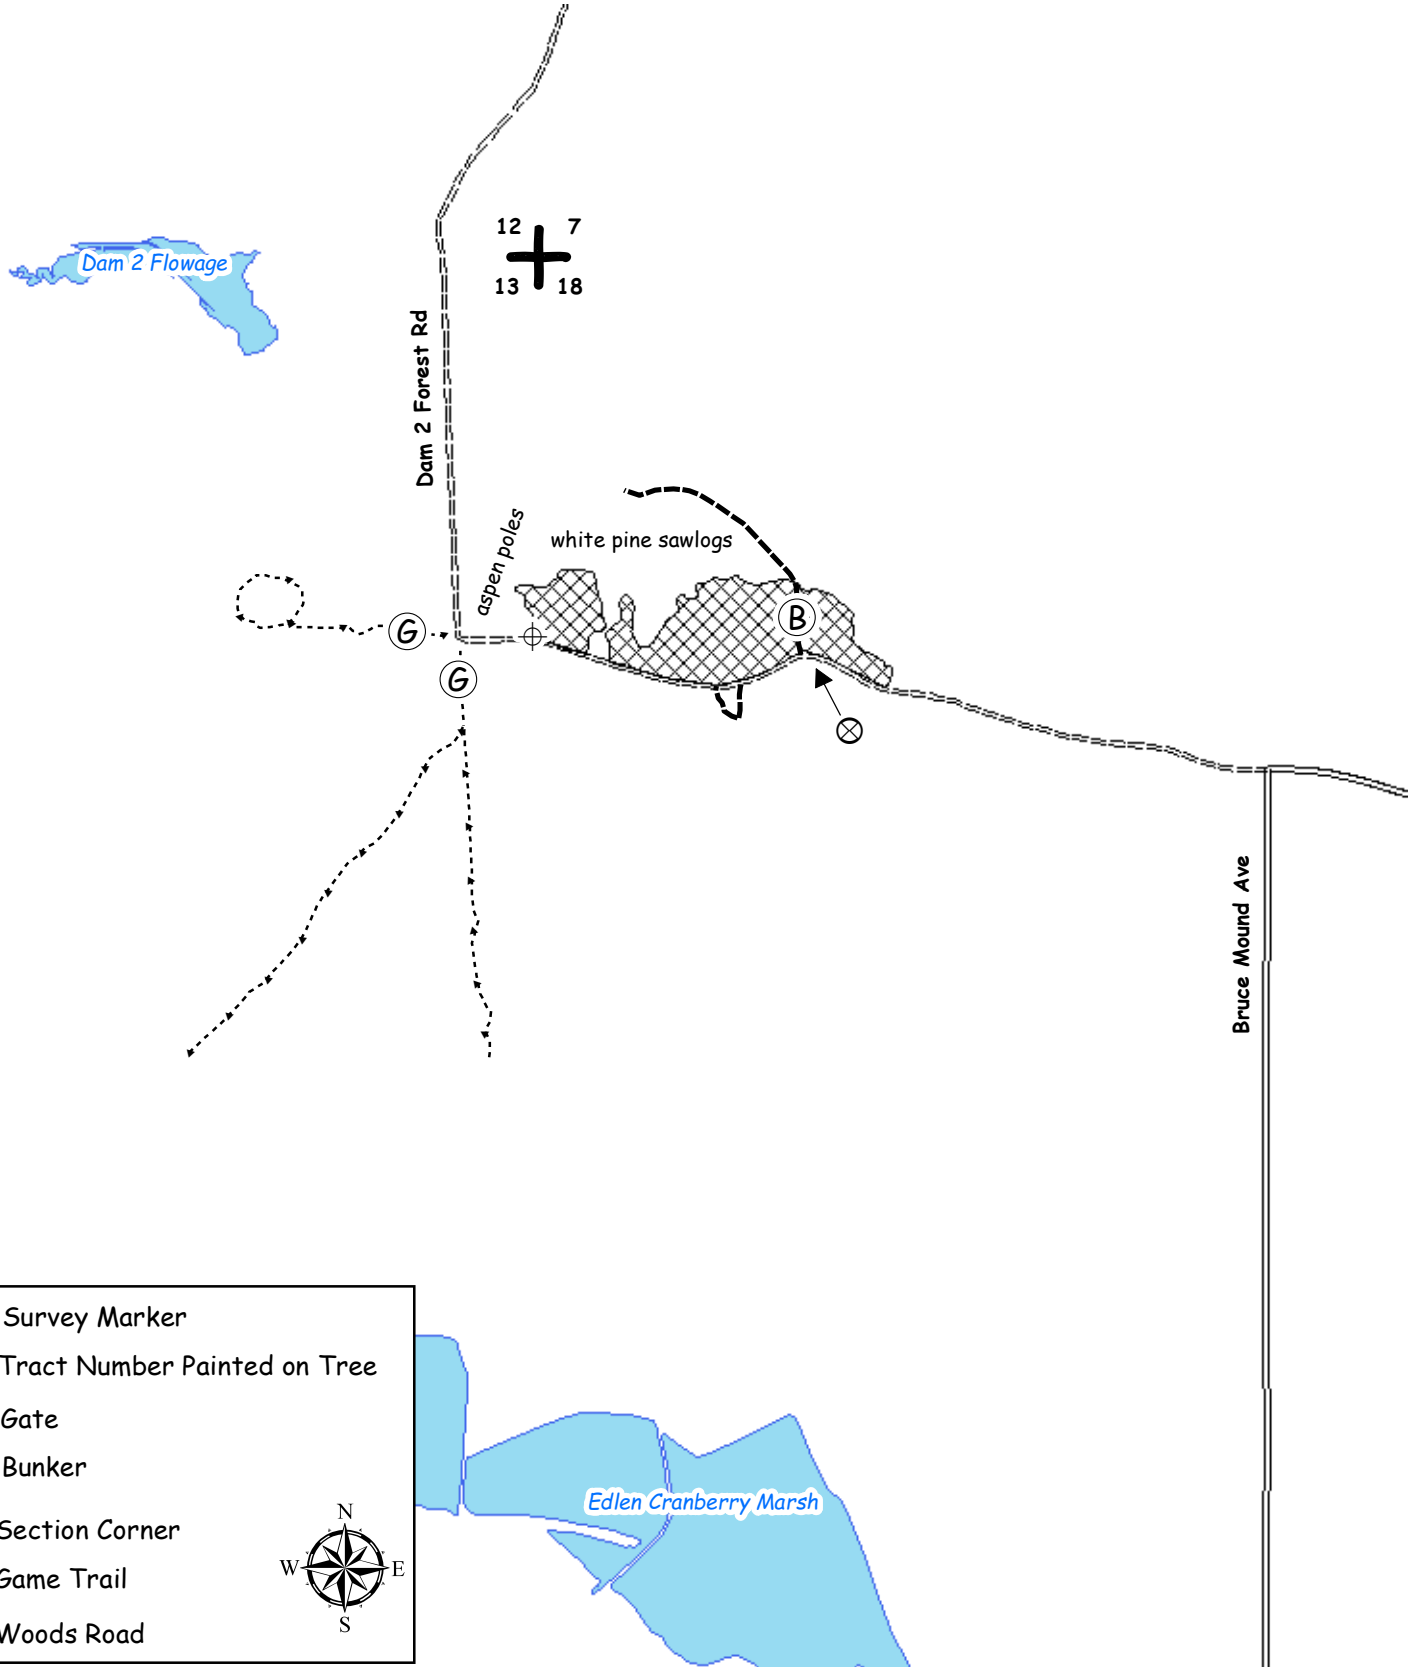 12 7
Dam 2 Flowage
13 18
Dam 2 Forest Rd
aspen poles
white pine sawlogs
B
G
G
Bruce Mound Ave
Survey Marker
Tract Number Painted on Tree
Gate
Bunker
Edlen Cranberry Marsh
N
Section Corner
W E
Game Trail
S
Woods Road